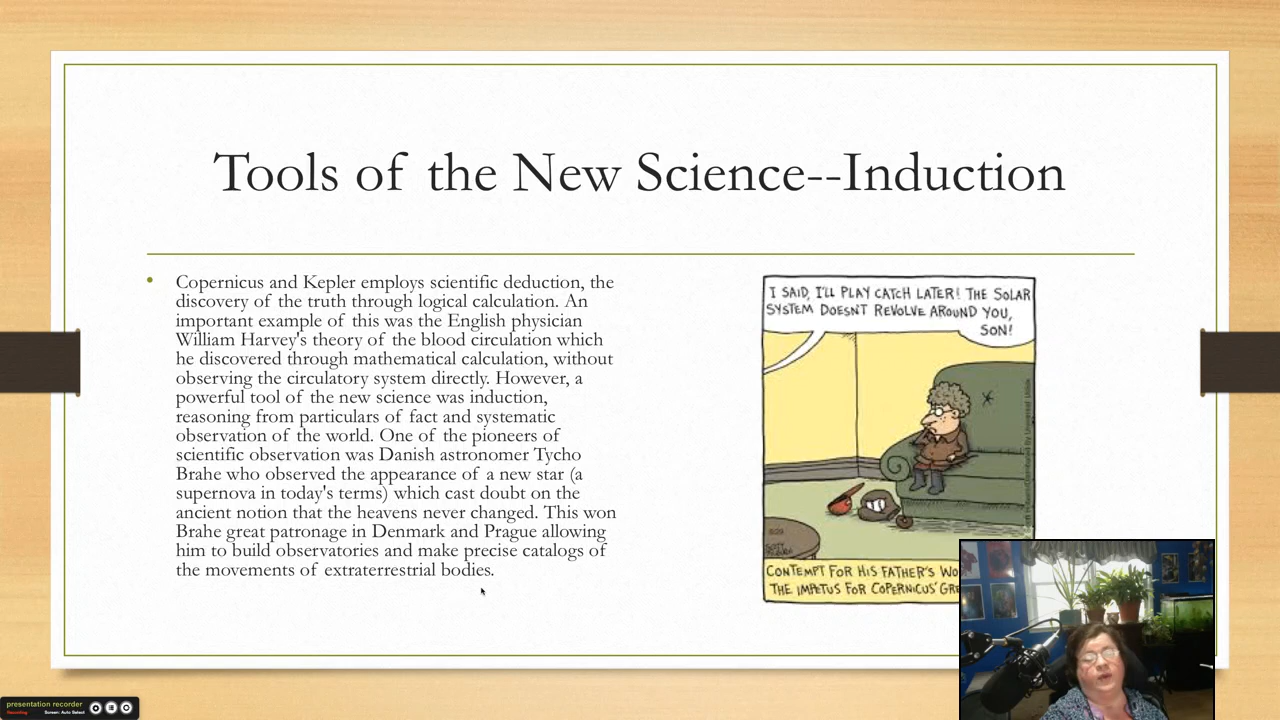 Tools of the New Science--Induction
• Copernicus and Kepler employs scientific deduction, the
discovery of the truth through logical calculation. An
important example of this was the English physician
William Harvey's theory of the blood circulation which
he discovered through mathematical calculation, without
observing the circulatory system directly. However, a
powerful tool of the new science was induction,
reasoning from particulars of fact and systematic
observation of the world. One of the pioneers of
scientific observation was Danish astronomer Tycho
Brahe who observed the appearance of a new star (a
supernova in today's terms) which cast doubt on the
ancient notion that the heavens never changed. This won
Brahe great patronage in Denmark and Prague allowing
him to build observatories and make precise catalogs of
the movements of extraterrestrial bodies.
I SAID, I'LL PLAY CATCH LATER! THE SOLAR
SYSTEM DOESN'T REVOLVE AROUND YOU,
SON!
CONTEMPT FOR HIS FATHER'S WO
THE IMPETUS FOR COPERNICUS' GRE
presentation recorder
Recording
Screen: Auto Select